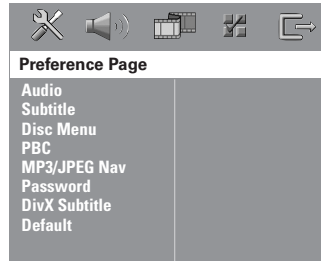 Preference Page
Audio
Subtitle
Disc Menu
PBC
MP3/JPEG Nav
Password
DivX Subtitle
Default